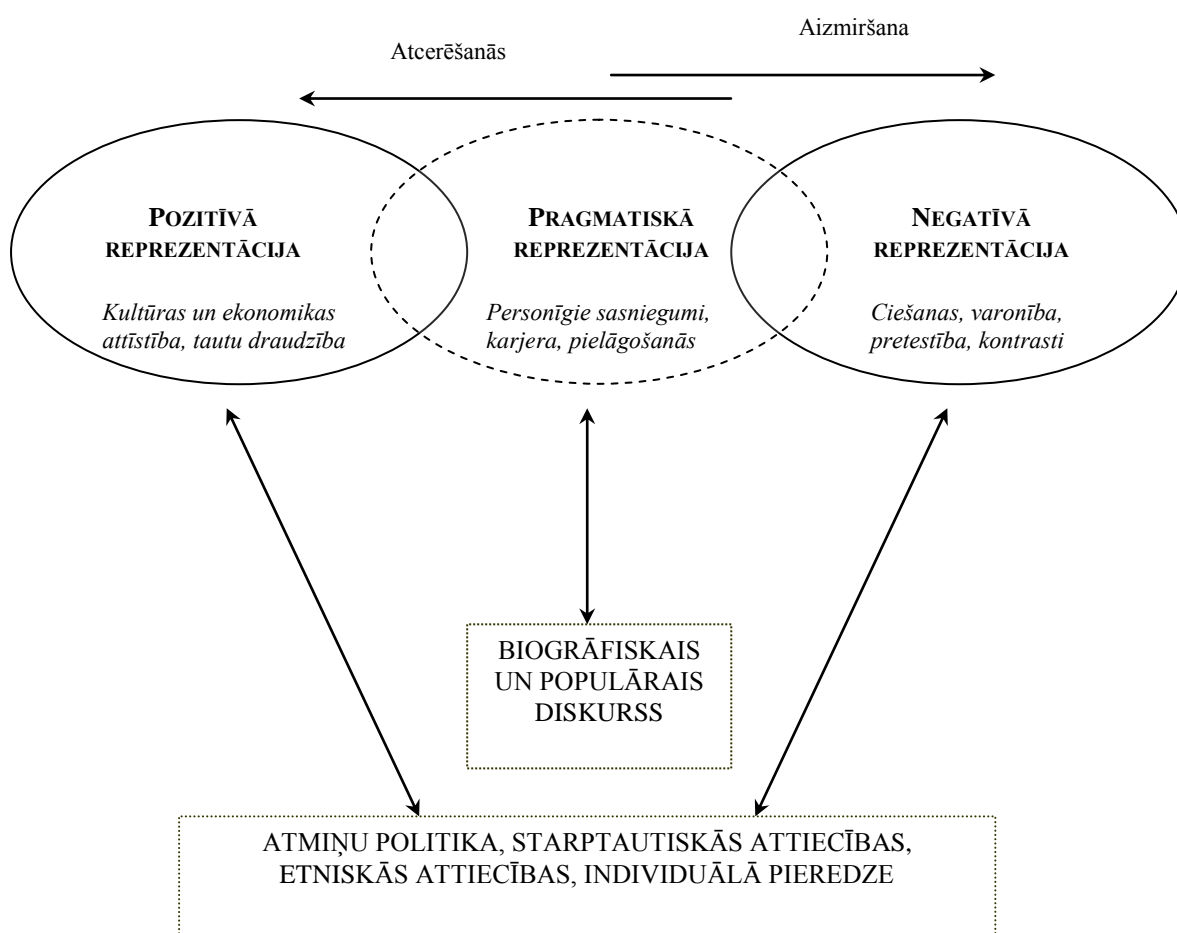 Aizmiršana
Atcerēšanās
POZITĪVĀ
REPREZENTĀCIJA
Kultūras un ekonomikas
attīstība, tautu draudzība
PRAGMATISKĀ
REPREZENTĀCIJA
Personīgie sasniegumi,
karjera, pielāgošanās
NEGATĪVĀ
REPREZENTĀCIJA
Ciešanas, varonība,
pretestība, kontrasti
BIOGRĀFISKAIS
UN POPULĀRAIS
DISKURSS
ATMIŅU POLITIKA, STARPTAUTISKĀS ATTIECĪBAS,
ETNISKĀS ATTIECĪBAS, INDIVIDUĀLĀ PIEREDZE